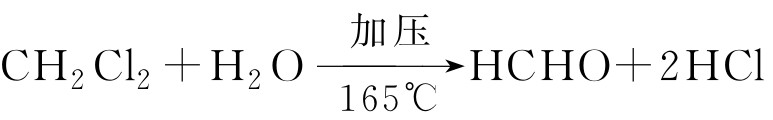 CH₂Cl₂+H₂O 加压 165℃ → HCHO+2HCl